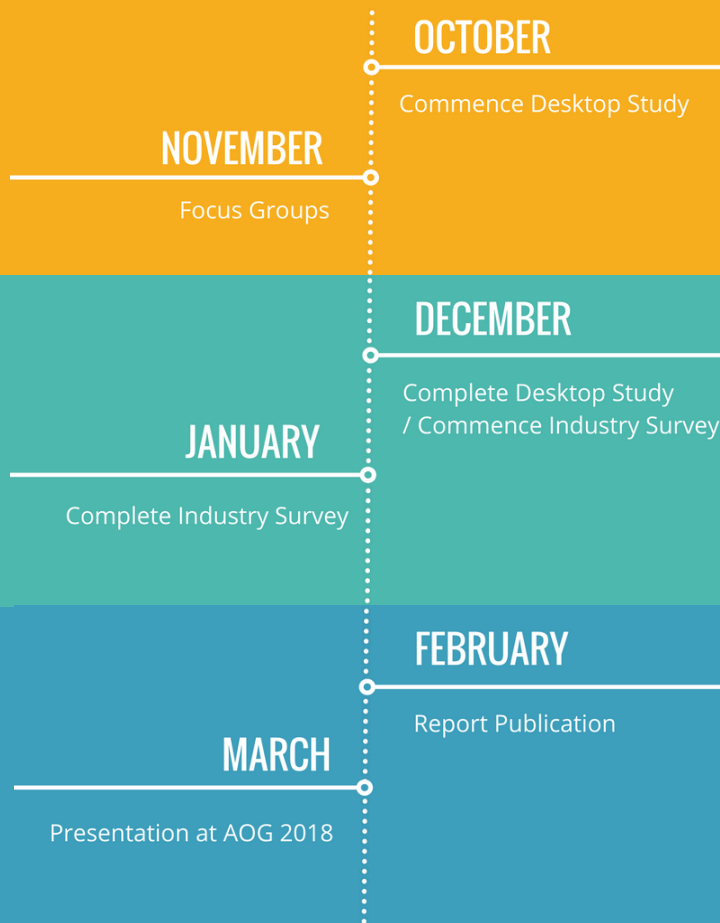 OCTOBER
Commence Desktop Study
NOVEMBER
Focus Groups
DECEMBER
Complete Desktop Study
/ Commence Industry Survey
JANUARY
Complete Industry Survey
FEBRUARY
Report Publication
MARCH
Presentation at AOG 2018